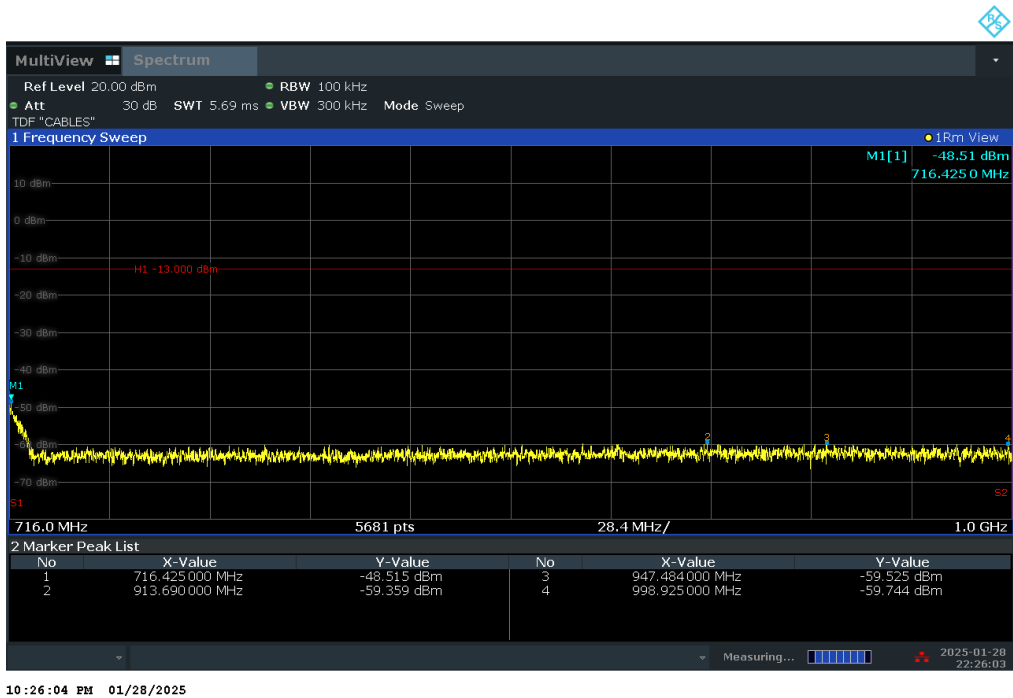 R&S
MultiView Spectrum
Ref Level 20.00 dBm RBW 100 kHz
Att 30 dB SWT 5.69 ms VBW 300 kHz Mode Sweep
TDF "CABLES"
1 Frequency Sweep 1Rm View
M1[1] -48.51 dBm
716.425 0 MHz
10 dBm
0 dBm
-10 dBm
H1 -13.000 dBm
-20 dBm
-30 dBm
-40 dBm
M1
-50 dBm
2 3 4
-60 dBm
-70 dBm
S1 S2
716.0 MHz 5681 pts 28.4 MHz/ 1.0 GHz
2 Marker Peak List
No X-Value Y-Value No X-Value Y-Value
1 716.425 000 MHz -48.515 dBm 3 947.484 000 MHz -59.525 dBm
2 913.690 000 MHz -59.359 dBm 4 998.925 000 MHz -59.744 dBm
Measuring... 2025-01-28
22:26:03
10:26:04 PM 01/28/2025